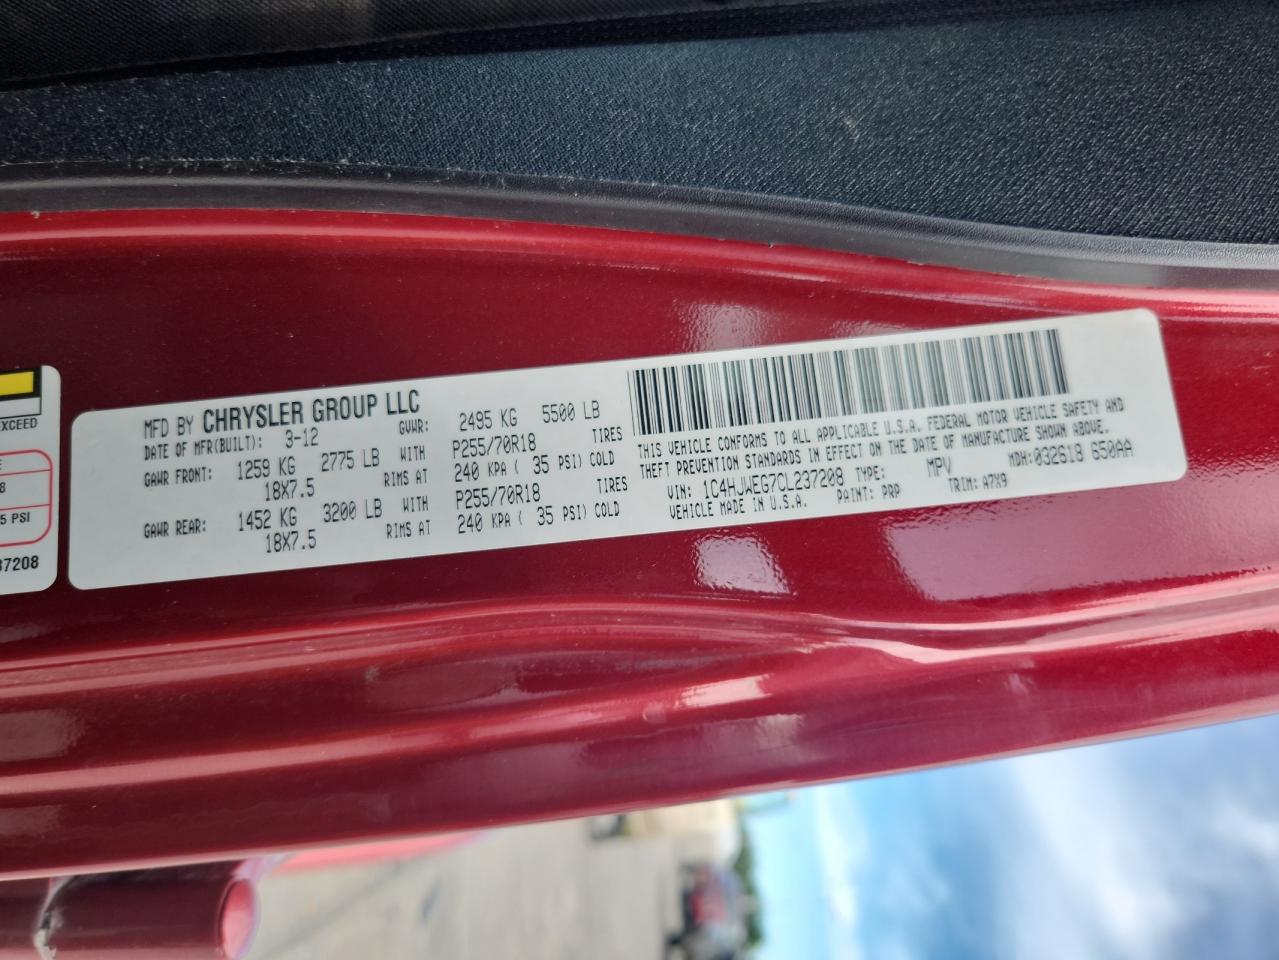 MFD BY CHRYSLER GROUP LLC
DATE OF MFR(BUILT): 3-12 GVWR: 2495 KG 5500 LB
GAWR FRONT: 1259 KG 2775 LB WITH P255/70R18 TIRES
18X7.5 RIMS AT 240 KPA ( 35 PSI) COLD
GAWR REAR: 1452 KG 3200 LB WITH P255/70R18 TIRES
18X7.5 RIMS AT 240 KPA ( 35 PSI) COLD
THIS VEHICLE CONFORMS TO ALL APPLICABLE U.S.A. FEDERAL MOTOR VEHICLE SAFETY AND
THEFT PREVENTION STANDARDS IN EFFECT ON THE DATE OF MANUFACTURE SHOWN ABOVE.
VIN: 1C4HJWEG7CL237208 TYPE: MPV MDH:032618 650AA
VEHICLE MADE IN U.S.A. PAINT: PRP TRIM: A7X9
EXCEED
E
8
5 PSI
37208